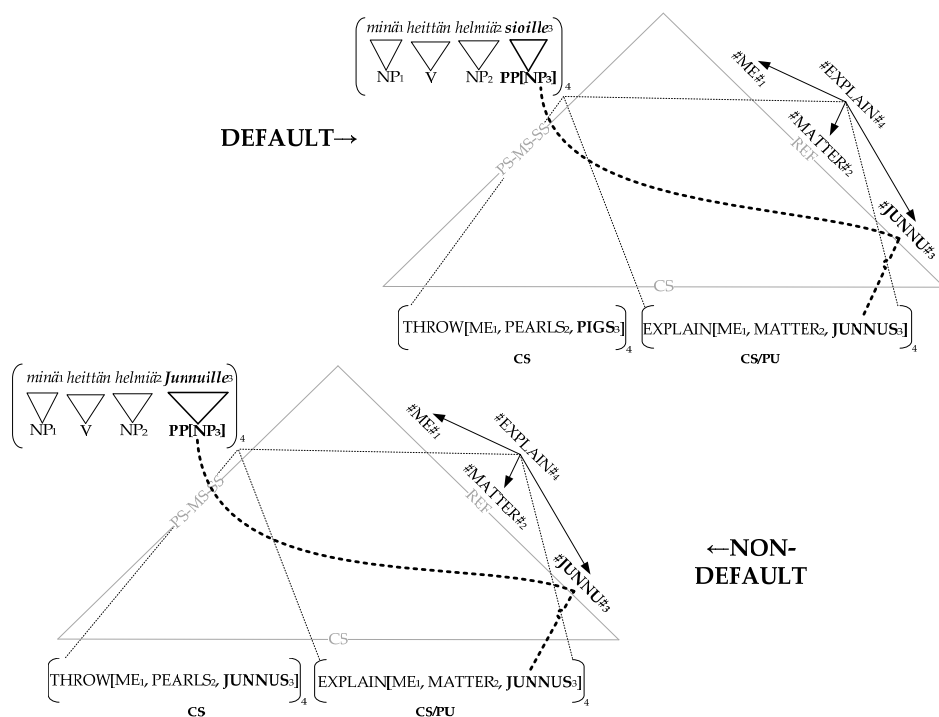 minä₁ heittän helmiä₂ sioille₃
NP₁ V NP₂ PP[NP₃]
4
DEFAULT→
#ME#₁
#EXPLAIN#₄
#MATTER#₂
#JUNNU#₃
PS-MS-SS
REF
CS
THROW[ME₁, PEARLS₂, PIGS₃]
4
EXPLAIN[ME₁, MATTER₂, JUNNUS₃]
4
CS
CS/PU
minä₁ heittän helmiä₂ Junnuille₃
NP₁ V NP₂ PP[NP₃]
4
#ME#₁
#EXPLAIN#₄
#MATTER#₂
#JUNNU#₃
PS-MS-SS
REF
←NON-
DEFAULT
CS
THROW[ME₁, PEARLS₂, JUNNUS₃]
4
EXPLAIN[ME₁, MATTER₂, JUNNUS₃]
4
CS
CS/PU